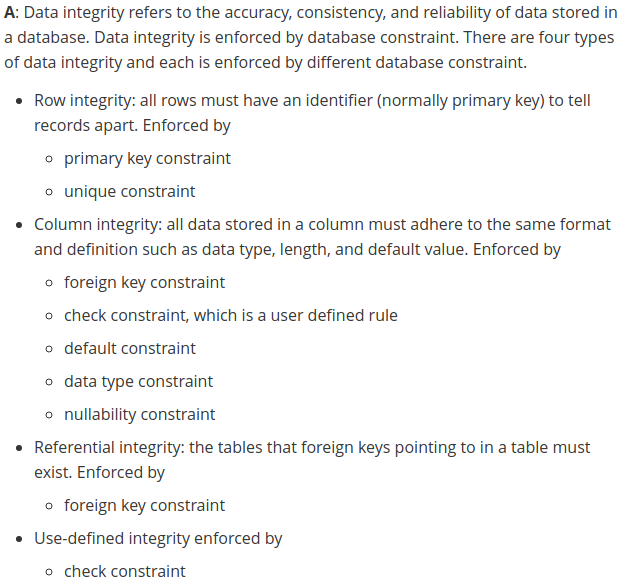 A: Data integrity refers to the accuracy, consistency, and reliability of data stored in
a database. Data integrity is enforced by database constraint. There are four types
of data integrity and each is enforced by different database constraint.
• Row integrity: all rows must have an identifier (normally primary key) to tell
records apart. Enforced by
◦ primary key constraint
◦ unique constraint
• Column integrity: all data stored in a column must adhere to the same format
and definition such as data type, length, and default value. Enforced by
◦ foreign key constraint
◦ check constraint, which is a user defined rule
◦ default constraint
◦ data type constraint
◦ nullability constraint
• Referential integrity: the tables that foreign keys pointing to in a table must
exist. Enforced by
◦ foreign key constraint
• Use-defined integrity enforced by
◦ check constraint